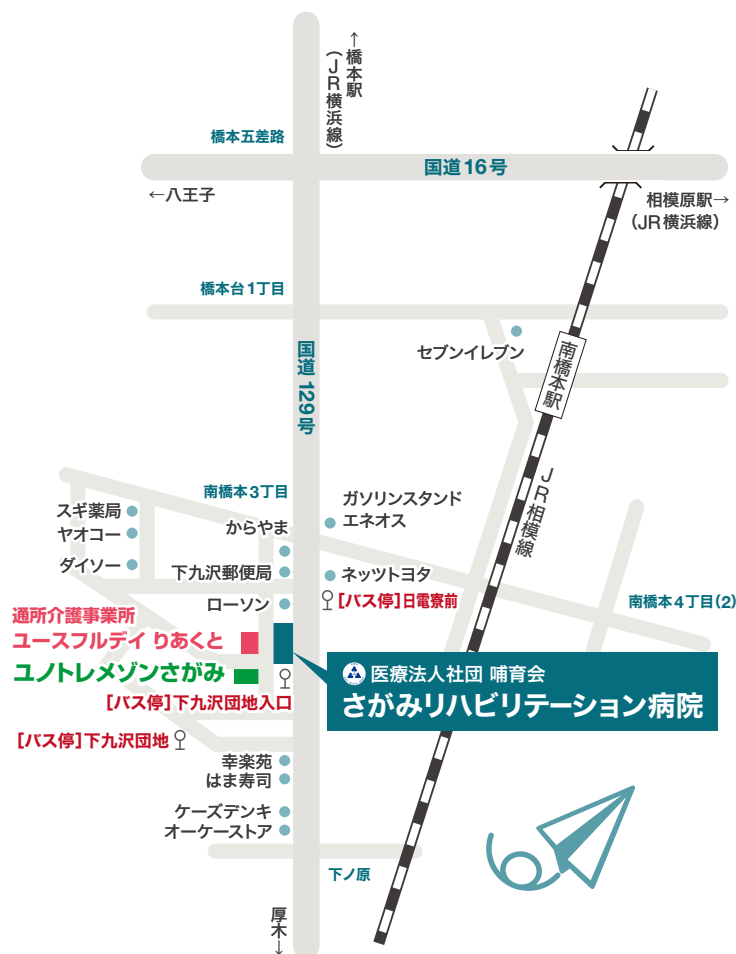 ↑橋本駅
(JR横浜線)
橋本五差路
国道16号
←八王子
相模原駅→
(JR横浜線)
橋本台1丁目
セブンイレブン
国道129号
南橋本駅
JR相模線
南橋本3丁目
ガソリンスタンド
エネオス
スギ薬局
ヤオコー
ダイソー
からやま
下九沢郵便局
ローソン
ネッツトヨタ
[バス停]日電寮前
南橋本4丁目(2)
通所介護事業所
ユースフルデイ りあくと
ユノトレメゾンさがみ
医療法人社団 哺育会
さがみリハビリテーション病院
[バス停]下九沢団地入口
[バス停]下九沢団地
幸楽苑
はま寿司
ケーズデンキ
オーケーストア
下ノ原
厚木→